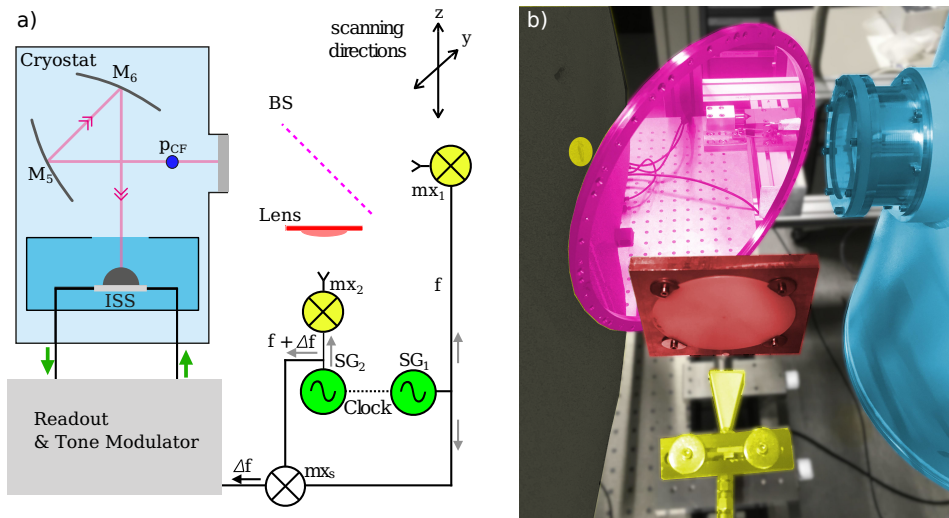 a)
Cryostat
M6
M5
pCF
ISS
Readout
& Tone Modulator
scanning
directions
z
y
BS
Lens
mx1
mx2
f
f + Δf
SG2
SG1
Clock
Δf
mxs
b)